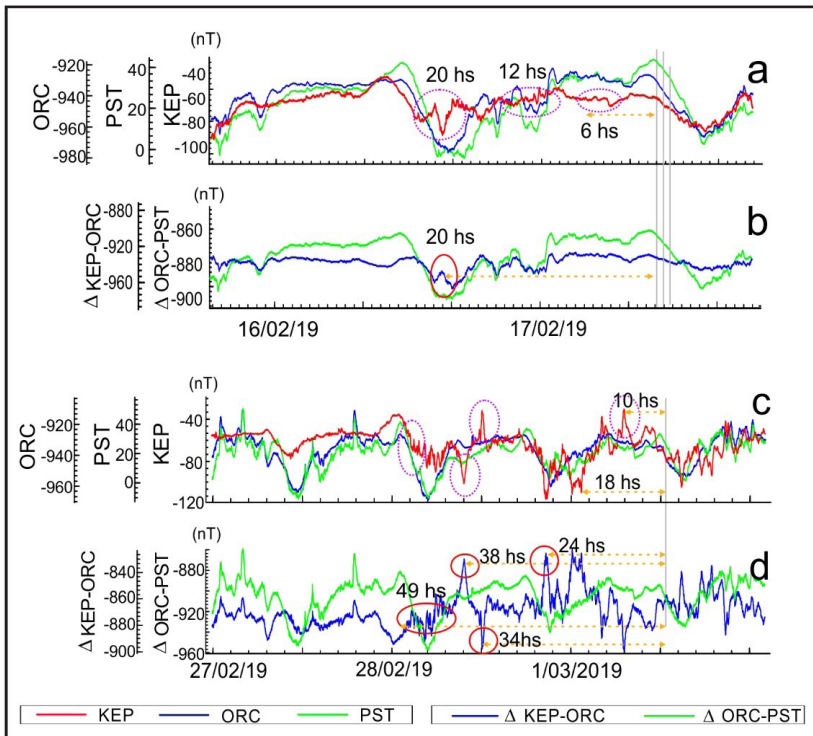 (nT)
ORC
PST
KEP
-920
-940
-960
-980
40
20
0
-40
-60
-80
-100
20 hs
12 hs
6 hs
a
(nT)
Δ KEP-ORC
Δ ORC-PST
-880
-920
-960
-860
-880
-900
20 hs
b
16/02/19
17/02/19
(nT)
ORC
PST
KEP
-920
-940
-960
40
20
0
-40
-80
-120
10 hs
18 hs
c
(nT)
Δ KEP-ORC
Δ ORC-PST
-840
-860
-880
-900
-880
-920
-960
49 hs
38 hs
24 hs
34hs
d
27/02/19
28/02/19
1/03/2019
KEP
ORC
PST
Δ KEP-ORC
Δ ORC-PST